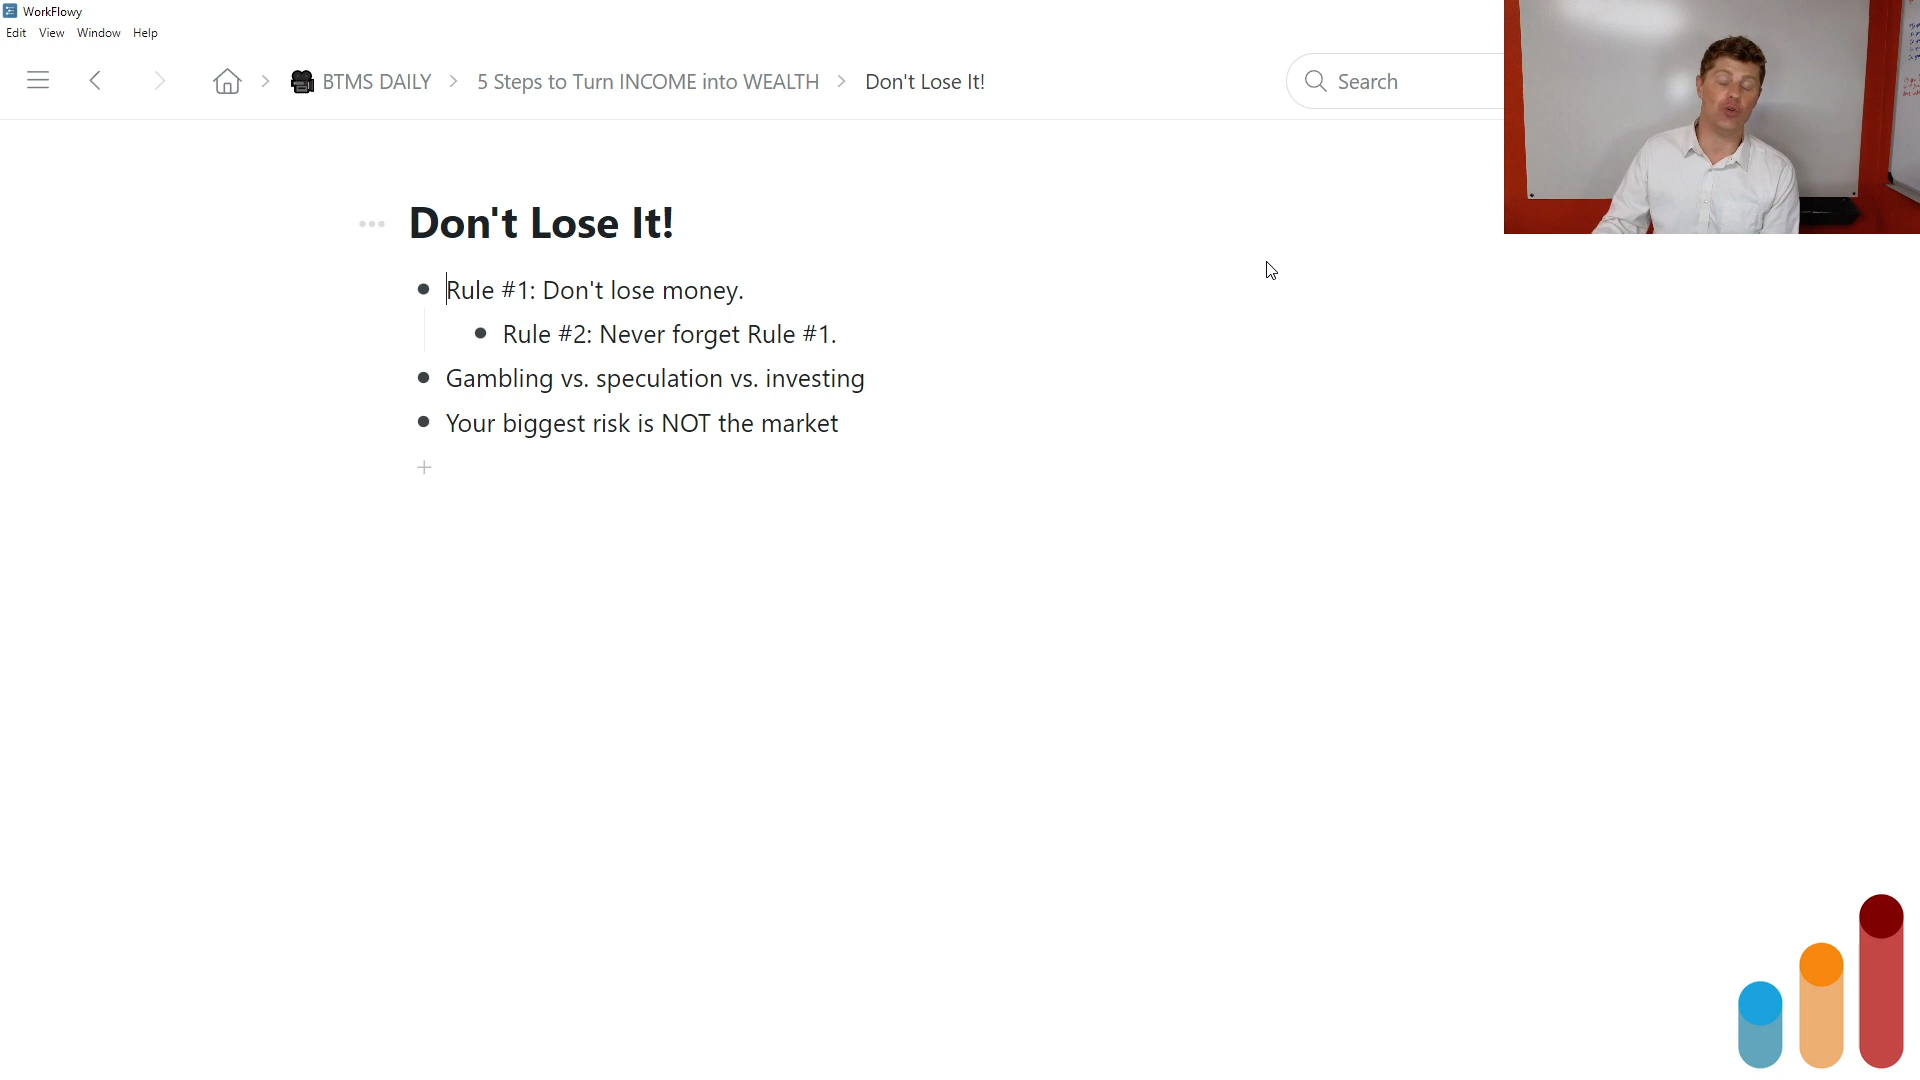 WorkFlowy
Edit View Window Help
BTMS DAILY > 5 Steps to Turn INCOME into WEALTH > Don't Lose It!
Search
Don't Lose It!
Rule #1: Don't lose money.
Rule #2: Never forget Rule #1.
Gambling vs. speculation vs. investing
Your biggest risk is NOT the market